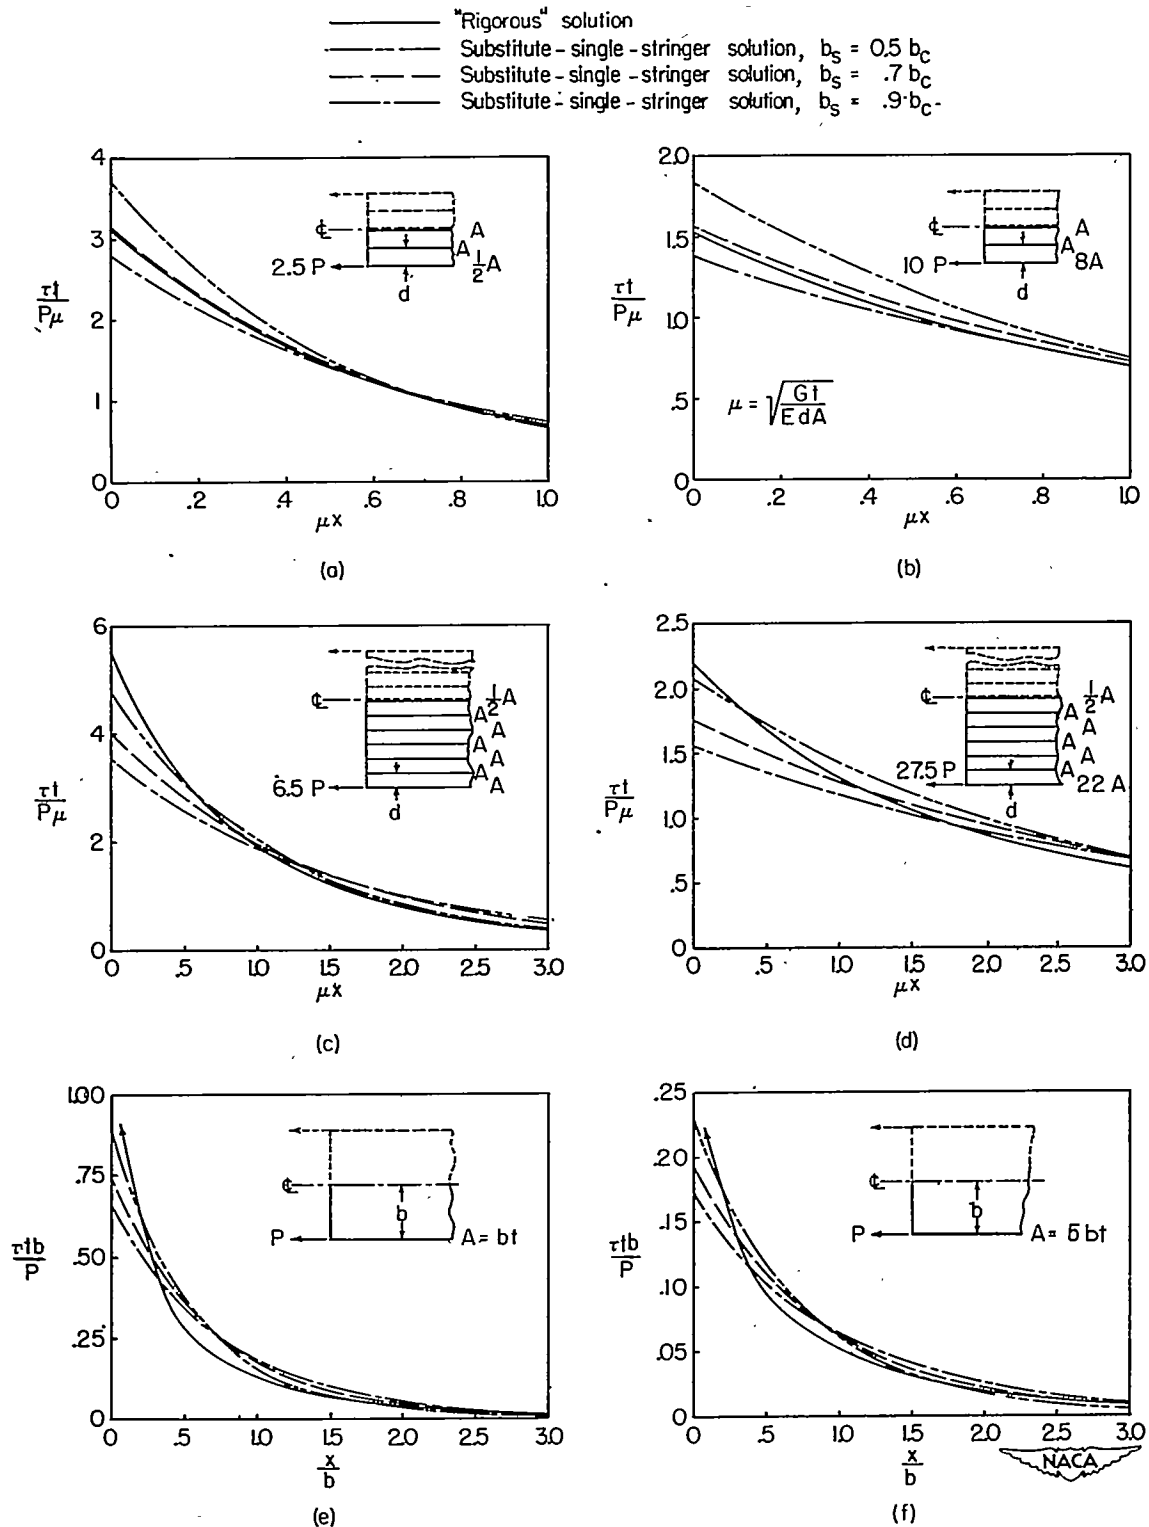 "Rigorous" solution
Substitute-single-stringer solution, bs = 0.5 bc
Substitute-single-stringer solution, bs = .7 bc
Substitute-single-stringer solution, bs = .9 bc
4
3
2
1
0
τt
Pμ
0 .2 .4 .6 .8 1.0
μx
℄
2.5 P
A
A
1/2 A
d
(a)
2.0
1.5
1.0
.5
0
τt
Pμ
0 .2 .4 .6 .8 1.0
μx
℄
10 P
A
A
8A
d
μ = √Gt/EdA
(b)
6
4
2
0
τt
Pμ
0 .5 1.0 1.5 2.0 2.5 3.0
μx
℄
1/2 A
A
A
A
A
A
A
6.5 P
d
(c)
2.5
2.0
1.5
1.0
.5
0
τt
Pμ
0 .5 1.0 1.5 2.0 2.5 3.0
μx
℄
1/2 A
A
A
A
A
A
27.5 P
22 A
d
(d)
1.00
.75
.50
.25
0
τtb
P
0 .5 1.0 1.5 2.0 2.5 3.0
x
b
℄
b
P
A = bt
(e)
.25
.20
.15
.10
.05
0
τtb
P
0 .5 1.0 1.5 2.0 2.5 3.0
x
b
℄
b
P
A = 5bt
(f)
NACA